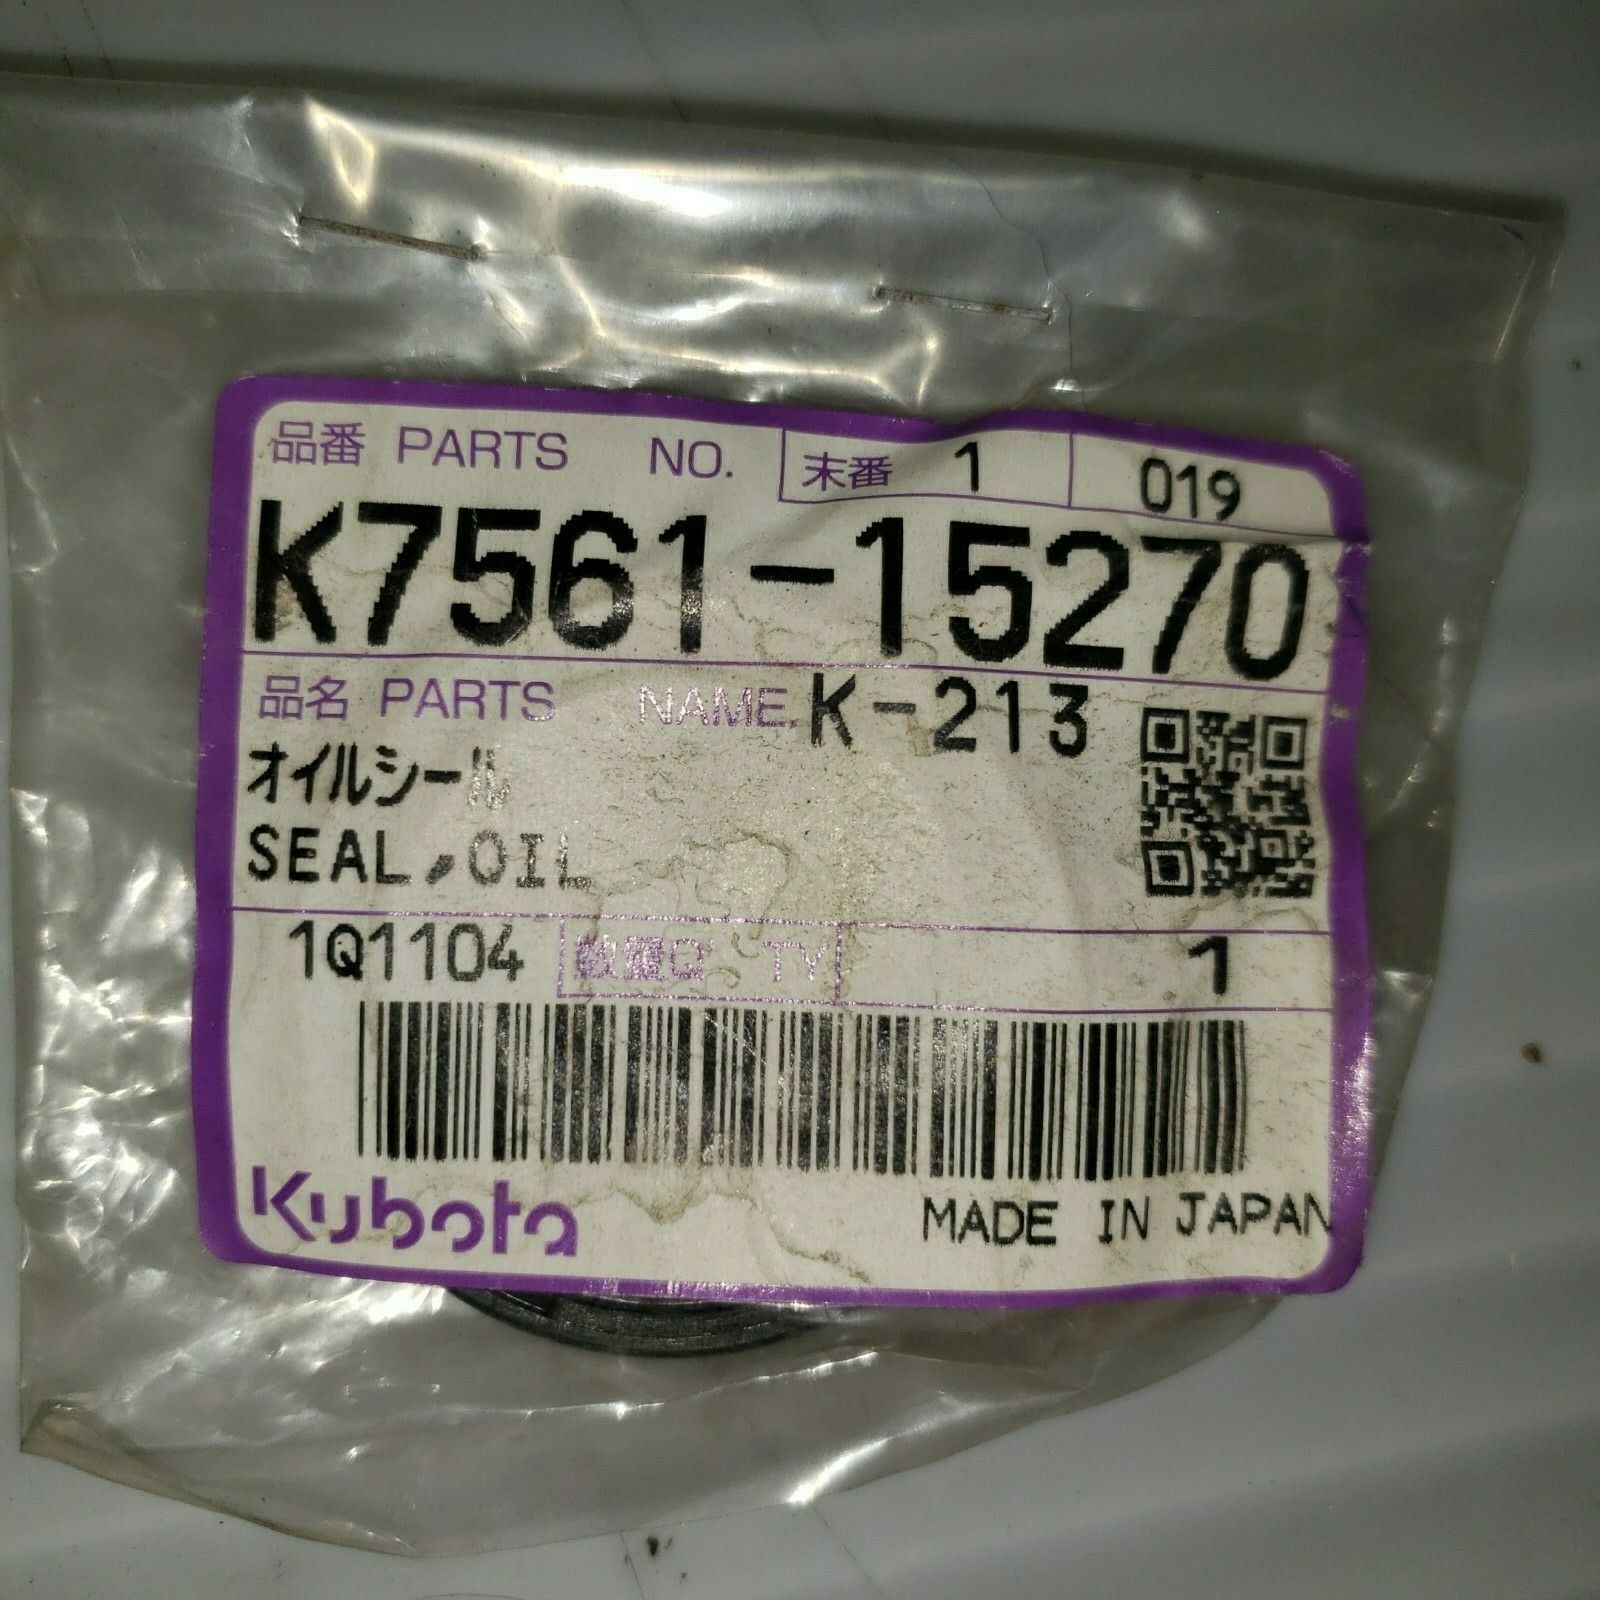 品番 PARTS NO. 末番 1 019
K7561-15270
品名 PARTS NAME. K-213
オイルシール
SEAL,OIL
1Q1104 数量Q'TY 1
Kubota MADE IN JAPAN